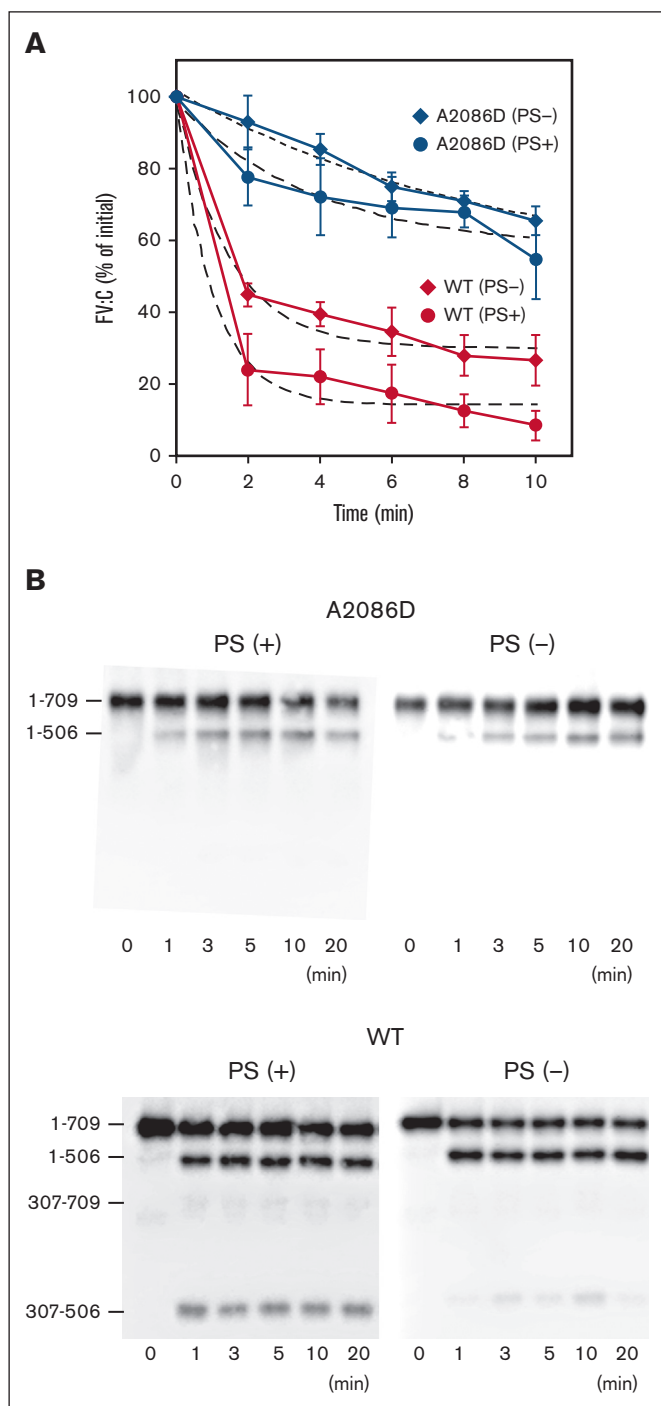 A
100
80
60
40
20
0
FV:C (% of initial)
A2086D (PS−)
A2086D (PS+)
WT (PS−)
WT (PS+)
0 2 4 6 8 10
Time (min)
B
A2086D
PS (+) PS (−)
1-709
1-506
0 1 3 5 10 20 0 1 3 5 10 20
(min) (min)
WT
PS (+) PS (−)
1-709
1-506
307-709
307-506
0 1 3 5 10 20 0 1 3 5 10 20
(min) (min)